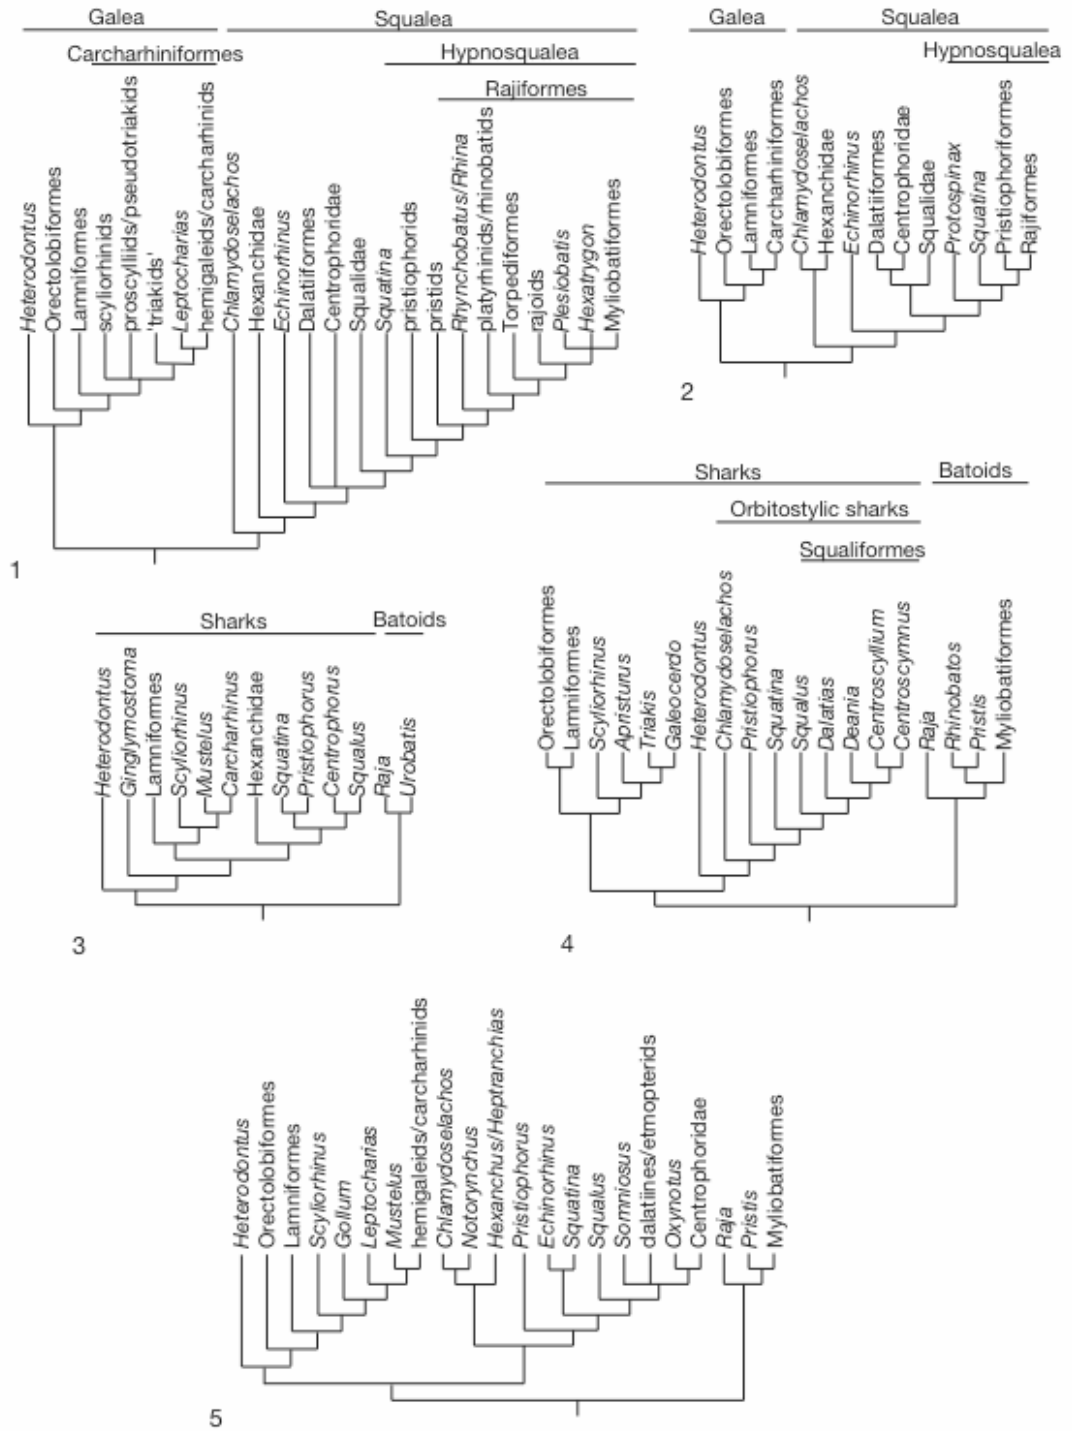 Galea Squalea
Carcharhiniformes Hypnosqualea
Rajiformes
Heterodontus
Orectolobiformes
Lamniformes
scyliorhinids
proscylliids/pseudotriakids
'triakids'
Leptocharias
hemigaleids/carcharhinids
Chlamydoselachos
Hexanchidae
Echinorhinus
Dalatiiformes
Centrophoridae
Squalidae
Squatina
pristiophorids
pristids
Rhynchobatus/Rhina
platyrhinids/rhinobatids
Torpediformes
rajoids
Plesiobatis
Hexatrygon
Myliobatiformes
1
Galea Squalea
Hypnosqualea
Heterodontus
Orectolobiformes
Lamniformes
Carcharhiniformes
Chlamydoselachos
Hexanchidae
Echinorhinus
Dalatiiformes
Centrophoridae
Squalidae
Protospinax
Squatina
Pristiophoriformes
Rajiformes
2
Sharks Batoids
Heterodontus
Ginglymostoma
Lamniformes
Scyliorhinus
Mustelus
Carcharhinus
Hexanchidae
Squatina
Pristiophorus
Centrophorus
Squalus
Raja
Urobatis
3
Sharks Batoids
Orbitostylic sharks
Squaliformes
Orectolobiformes
Lamniformes
Scyliorhinus
Apristurus
Triakis
Galeocerdo
Heterodontus
Chlamydoselachos
Pristiophorus
Squatina
Squalus
Dalatias
Deania
Centroscyllium
Centroscymnus
Raja
Rhinobatos
Pristis
Myliobatiformes
4
Heterodontus
Orectolobiformes
Lamniformes
Scyliorhinus
Gollum
Leptocharias
Mustelus
hemigaleids/carcharhinids
Chlamydoselachos
Notorynchus
Hexanchus/Heptranchias
Pristiophorus
Echinorhinus
Squatina
Squalus
Somniosus
dalatiines/etmopterids
Oxynotus
Centrophoridae
Raja
Pristis
Myliobatiformes
5